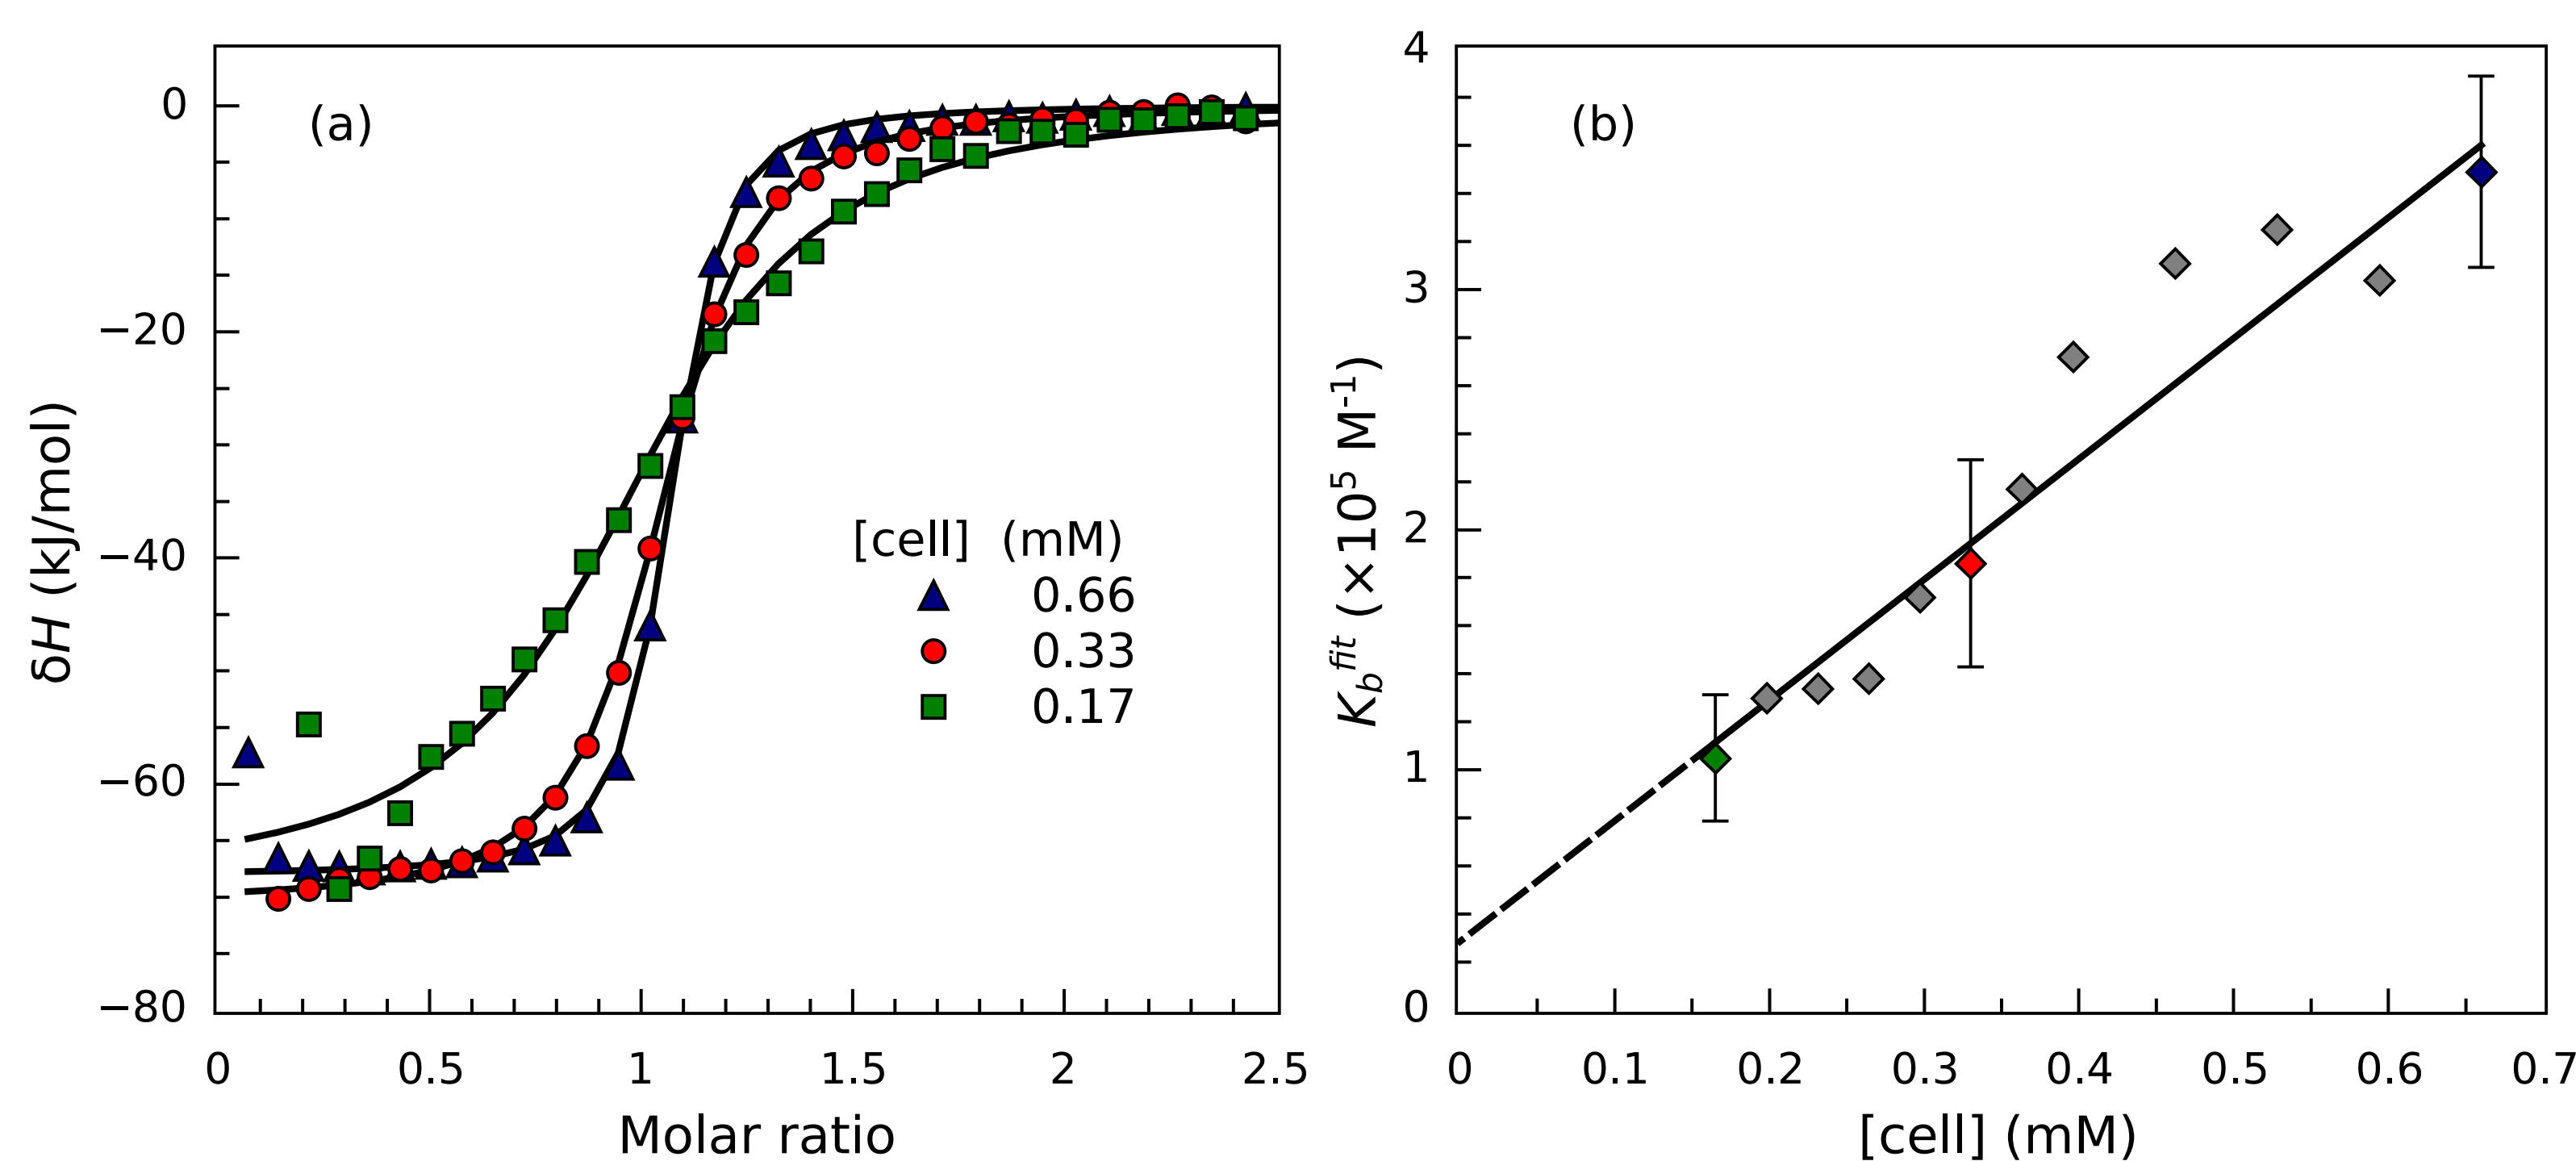 (a)
δH (kJ/mol)
0
−20
−40
−60
−80
0 0.5 1 1.5 2 2.5
Molar ratio
[cell] (mM)
0.66
0.33
0.17
(b)
K_b^fit (×10^5 M^-1)
4
3
2
1
0
0 0.1 0.2 0.3 0.4 0.5 0.6 0.7
[cell] (mM)